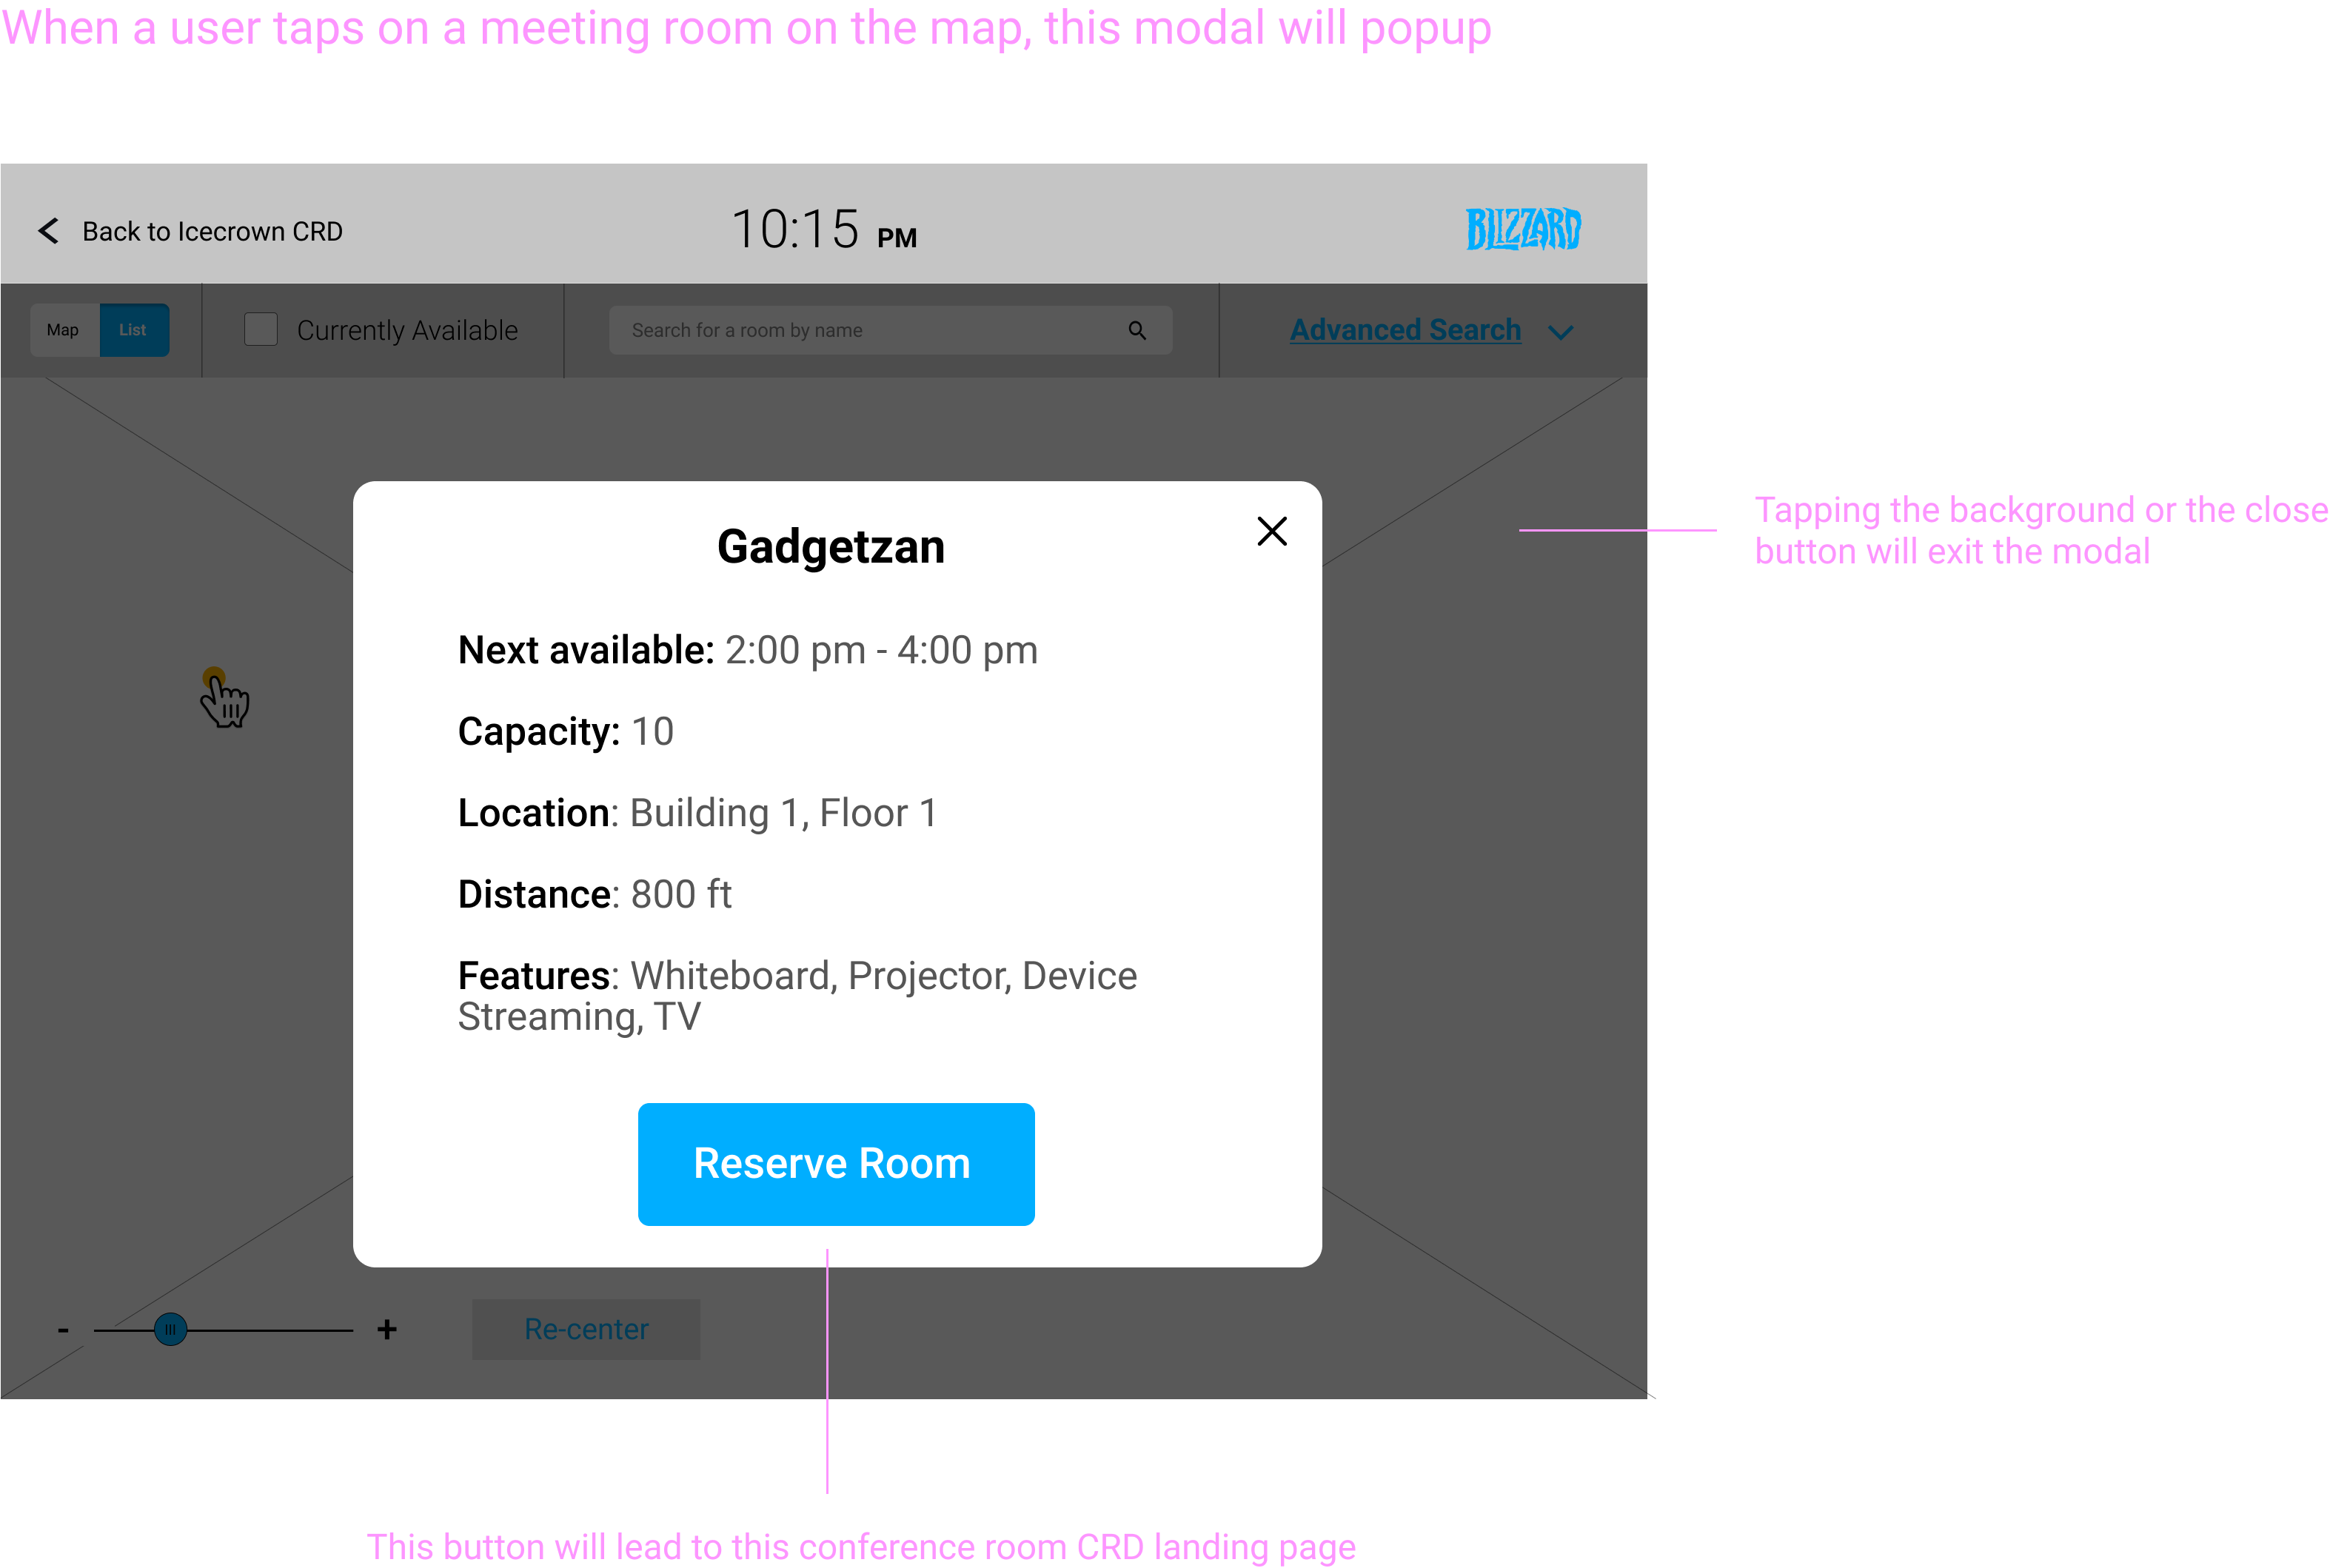 When a user taps on a meeting room on the map, this modal will popup
Back to Icecrown CRD
10:15 PM
BLIZZARD
Map
List
Currently Available
Search for a room by name
Advanced Search
Gadgetzan
Next available: 2:00 pm - 4:00 pm
Capacity: 10
Location: Building 1, Floor 1
Distance: 800 ft
Features: Whiteboard, Projector, Device
Streaming, TV
Reserve Room
Tapping the background or the close
button will exit the modal
- +
Re-center
This button will lead to this conference room CRD landing page